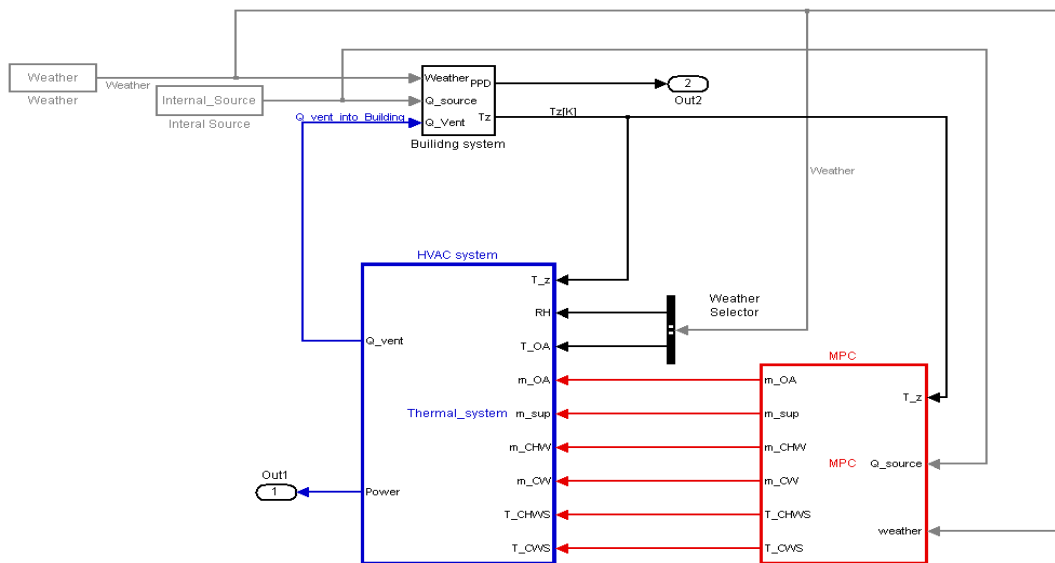 Weather
Weather
Weather
Internal_Source
Interal Source
Q_vent_into_Building
Weather
Q_source
Q_Vent
PPD
Tz
Builidng system
2
Out2
Tz[K]
Weather
HVAC system
T_z
RH
T_OA
m_OA
m_sup
m_CHW
m_CW
T_CHWS
T_CWS
Q_vent
Thermal_system
Power
Out1
1
Weather
Selector
MPC
m_OA
m_sup
m_CHW
m_CW
T_CHWS
T_CWS
MPC
T_z
Q_source
weather